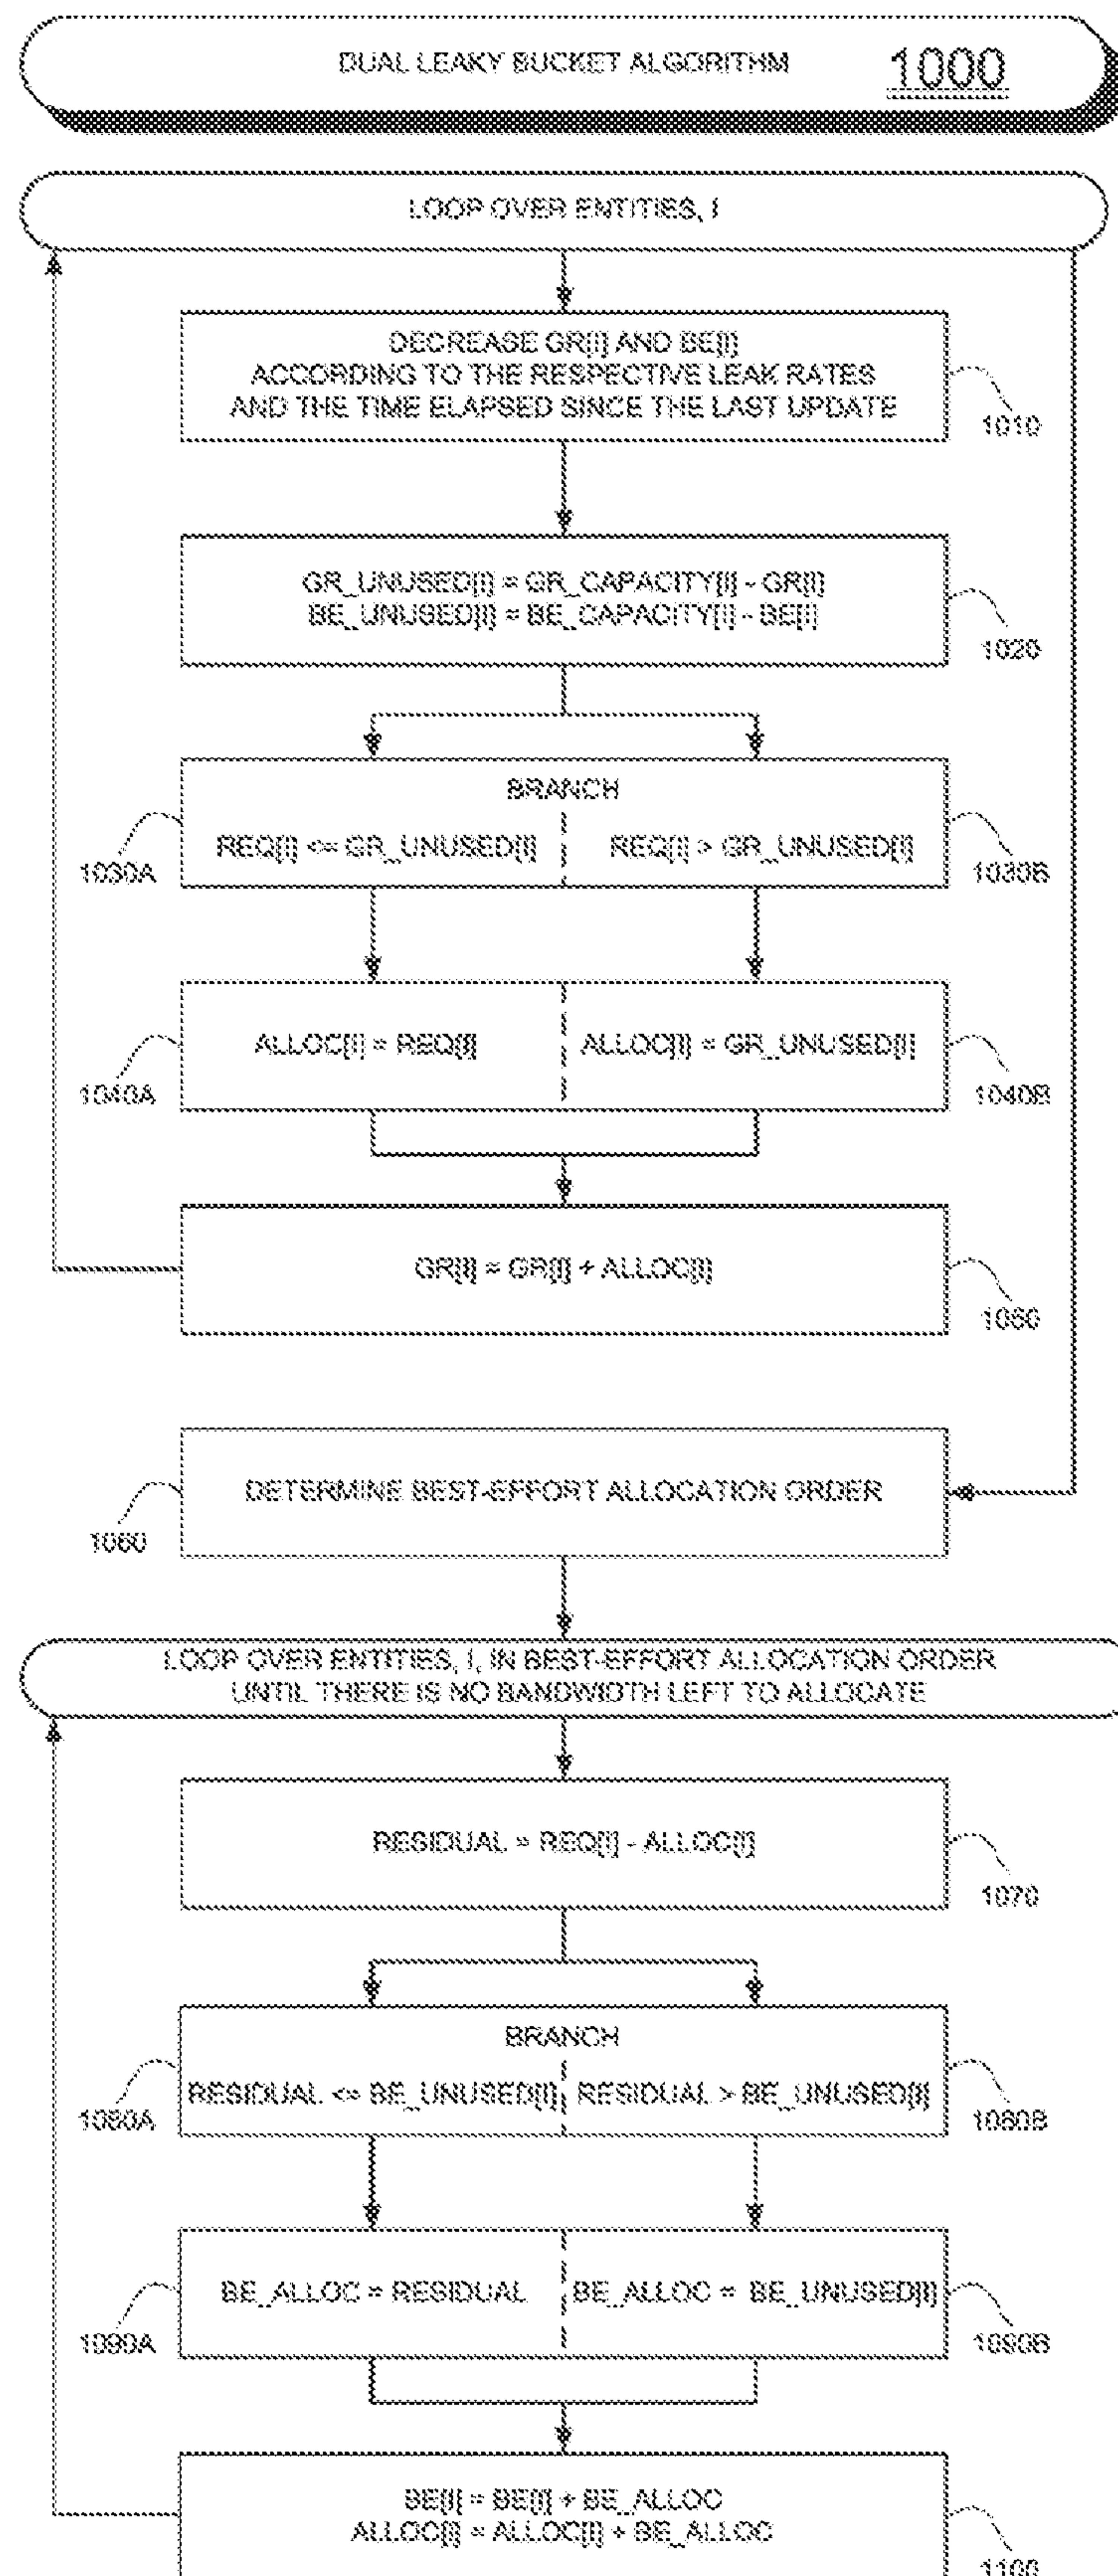 DUAL LEAKY BUCKET ALGORITHM 1000
LOOP OVER ENTITIES, I
DECREASE GR[I] AND BE[I]
ACCORDING TO THE RESPECTIVE LEAK RATES
AND THE TIME ELAPSED SINCE THE LAST UPDATE
1010
GR_UNUSED[I] = GR_CAPACITY[I] - GR[I]
BE_UNUSED[I] = BE_CAPACITY[I] - BE[I]
1020
BRANCH
REQ[I] <= GR_UNUSED[I] REQ[I] > GR_UNUSED[I]
1030A 1030B
ALLOC[I] = REQ[I] ALLOC[I] = GR_UNUSED[I]
1040A 1040B
GR[I] = GR[I] + ALLOC[I]
1050
DETERMINE BEST-EFFORT ALLOCATION ORDER
1060
LOOP OVER ENTITIES, I, IN BEST-EFFORT ALLOCATION ORDER
UNTIL THERE IS NO BANDWIDTH LEFT TO ALLOCATE
RESIDUAL = REQ[I] - ALLOC[I]
1070
BRANCH
RESIDUAL <= BE_UNUSED[I] RESIDUAL > BE_UNUSED[I]
1080A 1080B
BE_ALLOC = RESIDUAL BE_ALLOC = BE_UNUSED[I]
1090A 1090B
BE[I] = BE[I] + BE_ALLOC
ALLOC[I] = ALLOC[I] + BE_ALLOC
1100